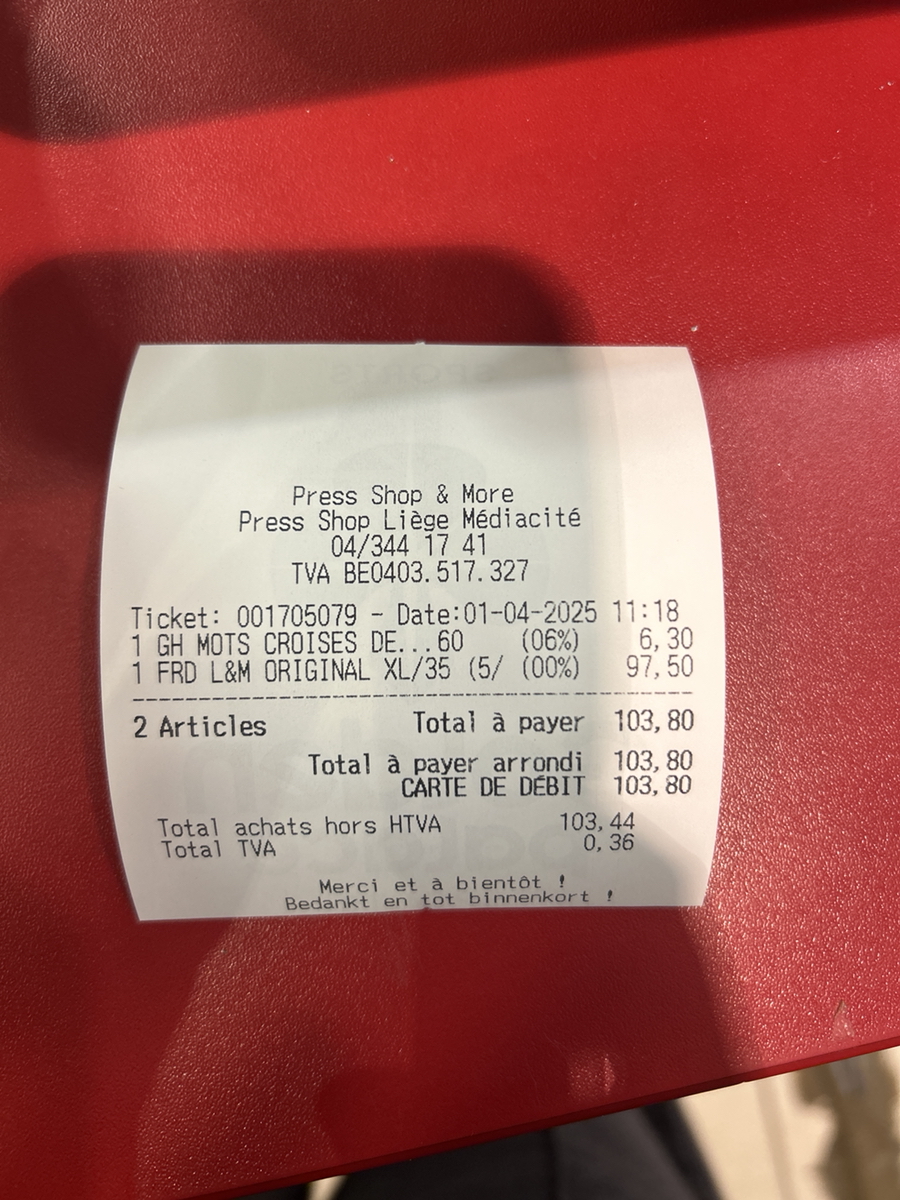 Press Shop & More
Press Shop Liège Médiacité
04/344 17 41
TVA BE0403.517.327
Ticket: 001705079 - Date:01-04-2025 11:18
1 GH MOTS CROISES DE...60 (06%) 6,30
1 FRD L&M ORIGINAL XL/35 (5/ (00%) 97,50
2 Articles Total à payer 103,80
Total à payer arrondi 103,80
CARTE DE DÉBIT 103,80
Total achats hors HTVA 103,44
Total TVA 0,36
Merci et à bientôt !
Bedankt en tot binnenkort !